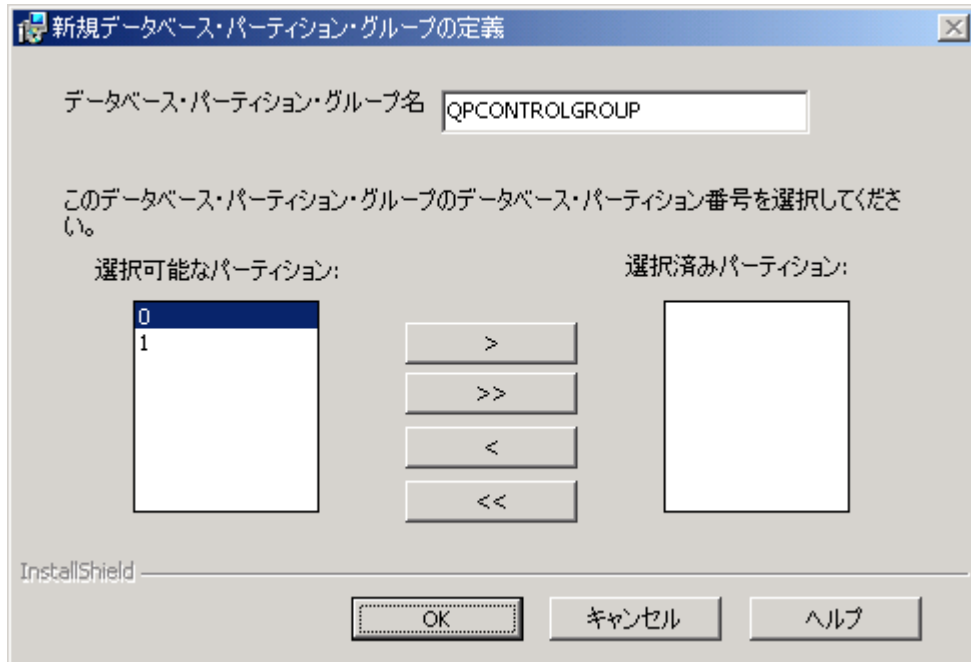 新規データベース・パーティション・グループの定義
データベース・パーティション・グループ名
QPCONTROLGROUP
このデータベース・パーティション・グループのデータベース・パーティション番号を選択してくださ
い。
選択可能なパーティション:
選択済みパーティション:
0
1
>
>>
<
<<
InstallShield
OK
キャンセル
ヘルプ